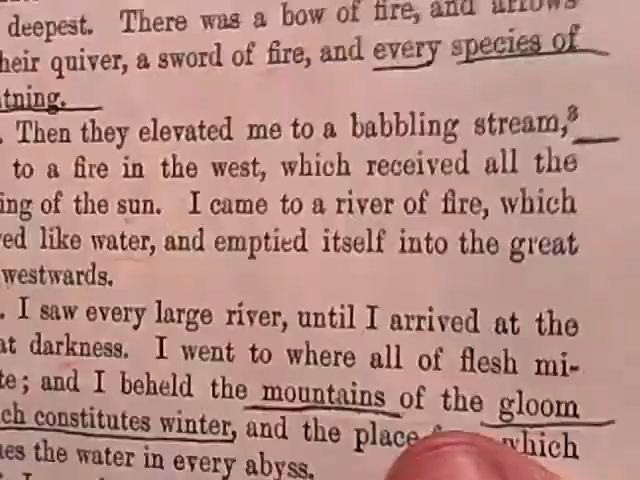 deepest. There was a bow of fire, and arrows
heir quiver, a sword of fire, and every species of
tning.
. Then they elevated me to a babbling stream,³
to a fire in the west, which received all the
ing of the sun. I came to a river of fire, which
ed like water, and emptied itself into the great
westwards.
. I saw every large river, until I arrived at the
at darkness. I went to where all of flesh mi-
te; and I beheld the mountains of the gloom
ch constitutes winter, and the place which
es the water in every abyss.